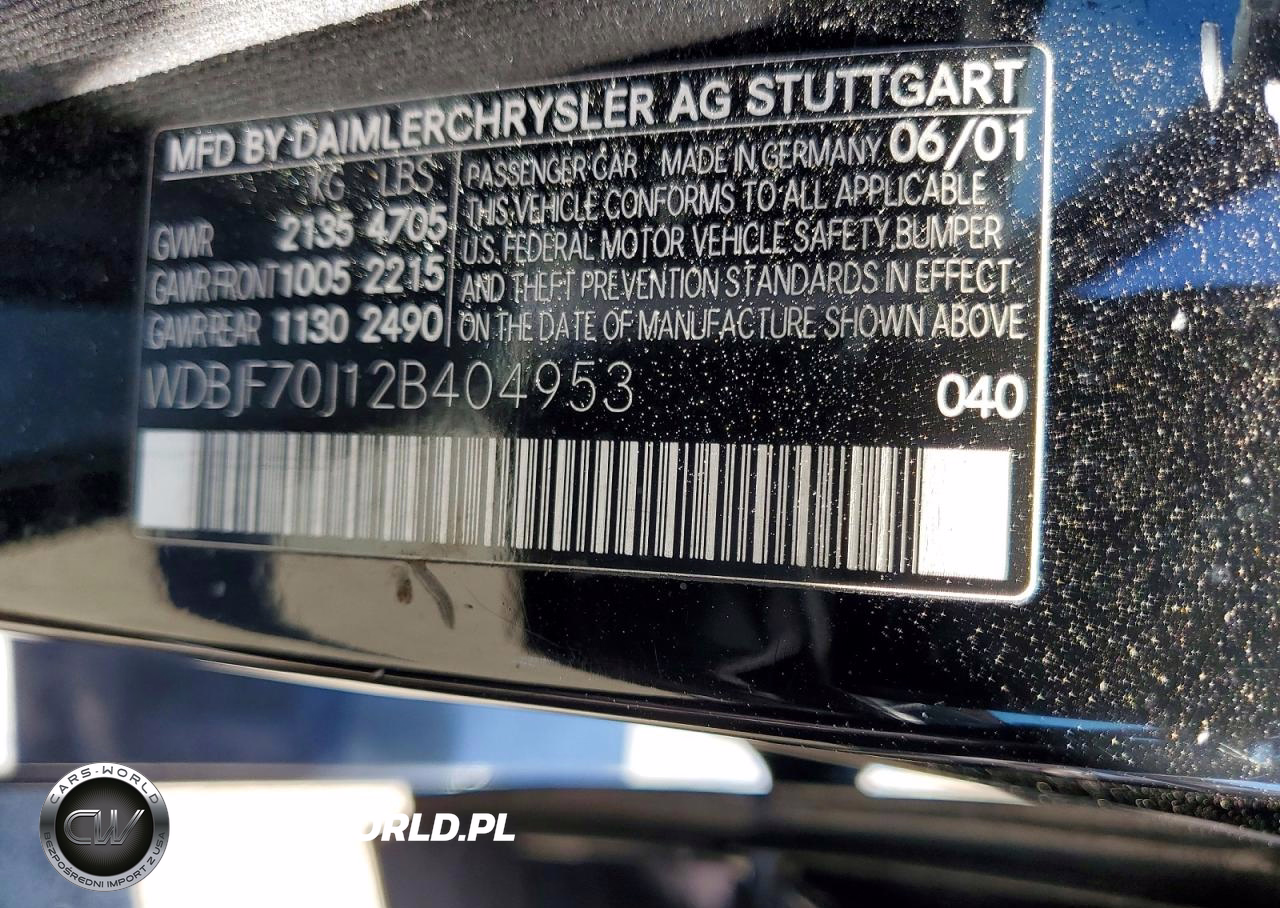 MFD BY DAIMLERCHRYSLER AG STUTTGART
KG LBS
GVWR 2135 4705
GAWR FRONT 1005 2215
GAWR REAR 1130 2490
PASSENGER CAR MADE IN GERMANY 06/01
THIS VEHICLE CONFORMS TO ALL APPLICABLE
U.S. FEDERAL MOTOR VEHICLE SAFETY, BUMPER
AND THEFT PREVENTION STANDARDS IN EFFECT
ON THE DATE OF MANUFACTURE SHOWN ABOVE
WDBJF70J12B404953 040
CARS-WORLD
CW
BEZPOŚREDNI IMPORT Z USA
ORLD.PL